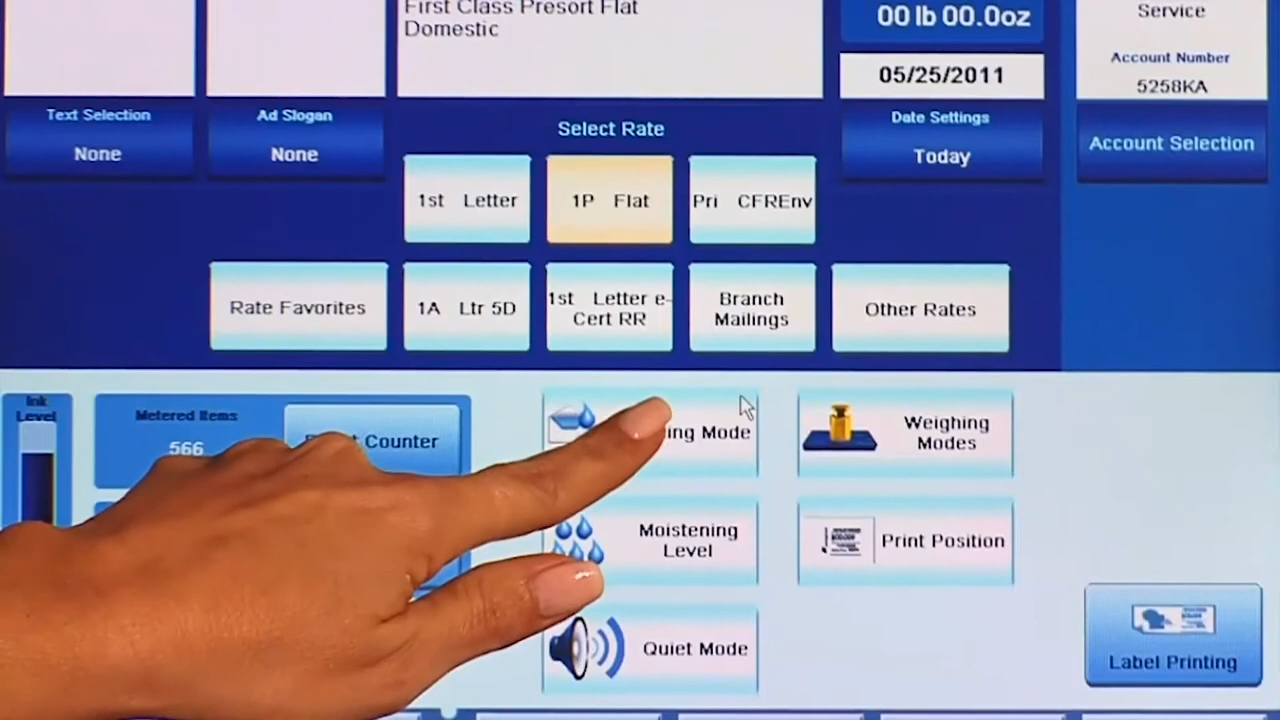 First Class Presort Flat
Domestic
00 lb 00.0oz
05/25/2011
Service
Account Number
5258KA
Text Selection
None
Ad Slogan
None
Select Rate
Date Settings
Today
Account Selection
1st Letter
1P Flat
Pri CFREnv
Rate Favorites
1A Ltr 5D
1st Letter e-
Cert RR
Branch
Mailings
Other Rates
Ink
Level
Metered Items
566
Counter
ing Mode
Weighing
Modes
Moistening
Level
Print Position
Quiet Mode
Label Printing